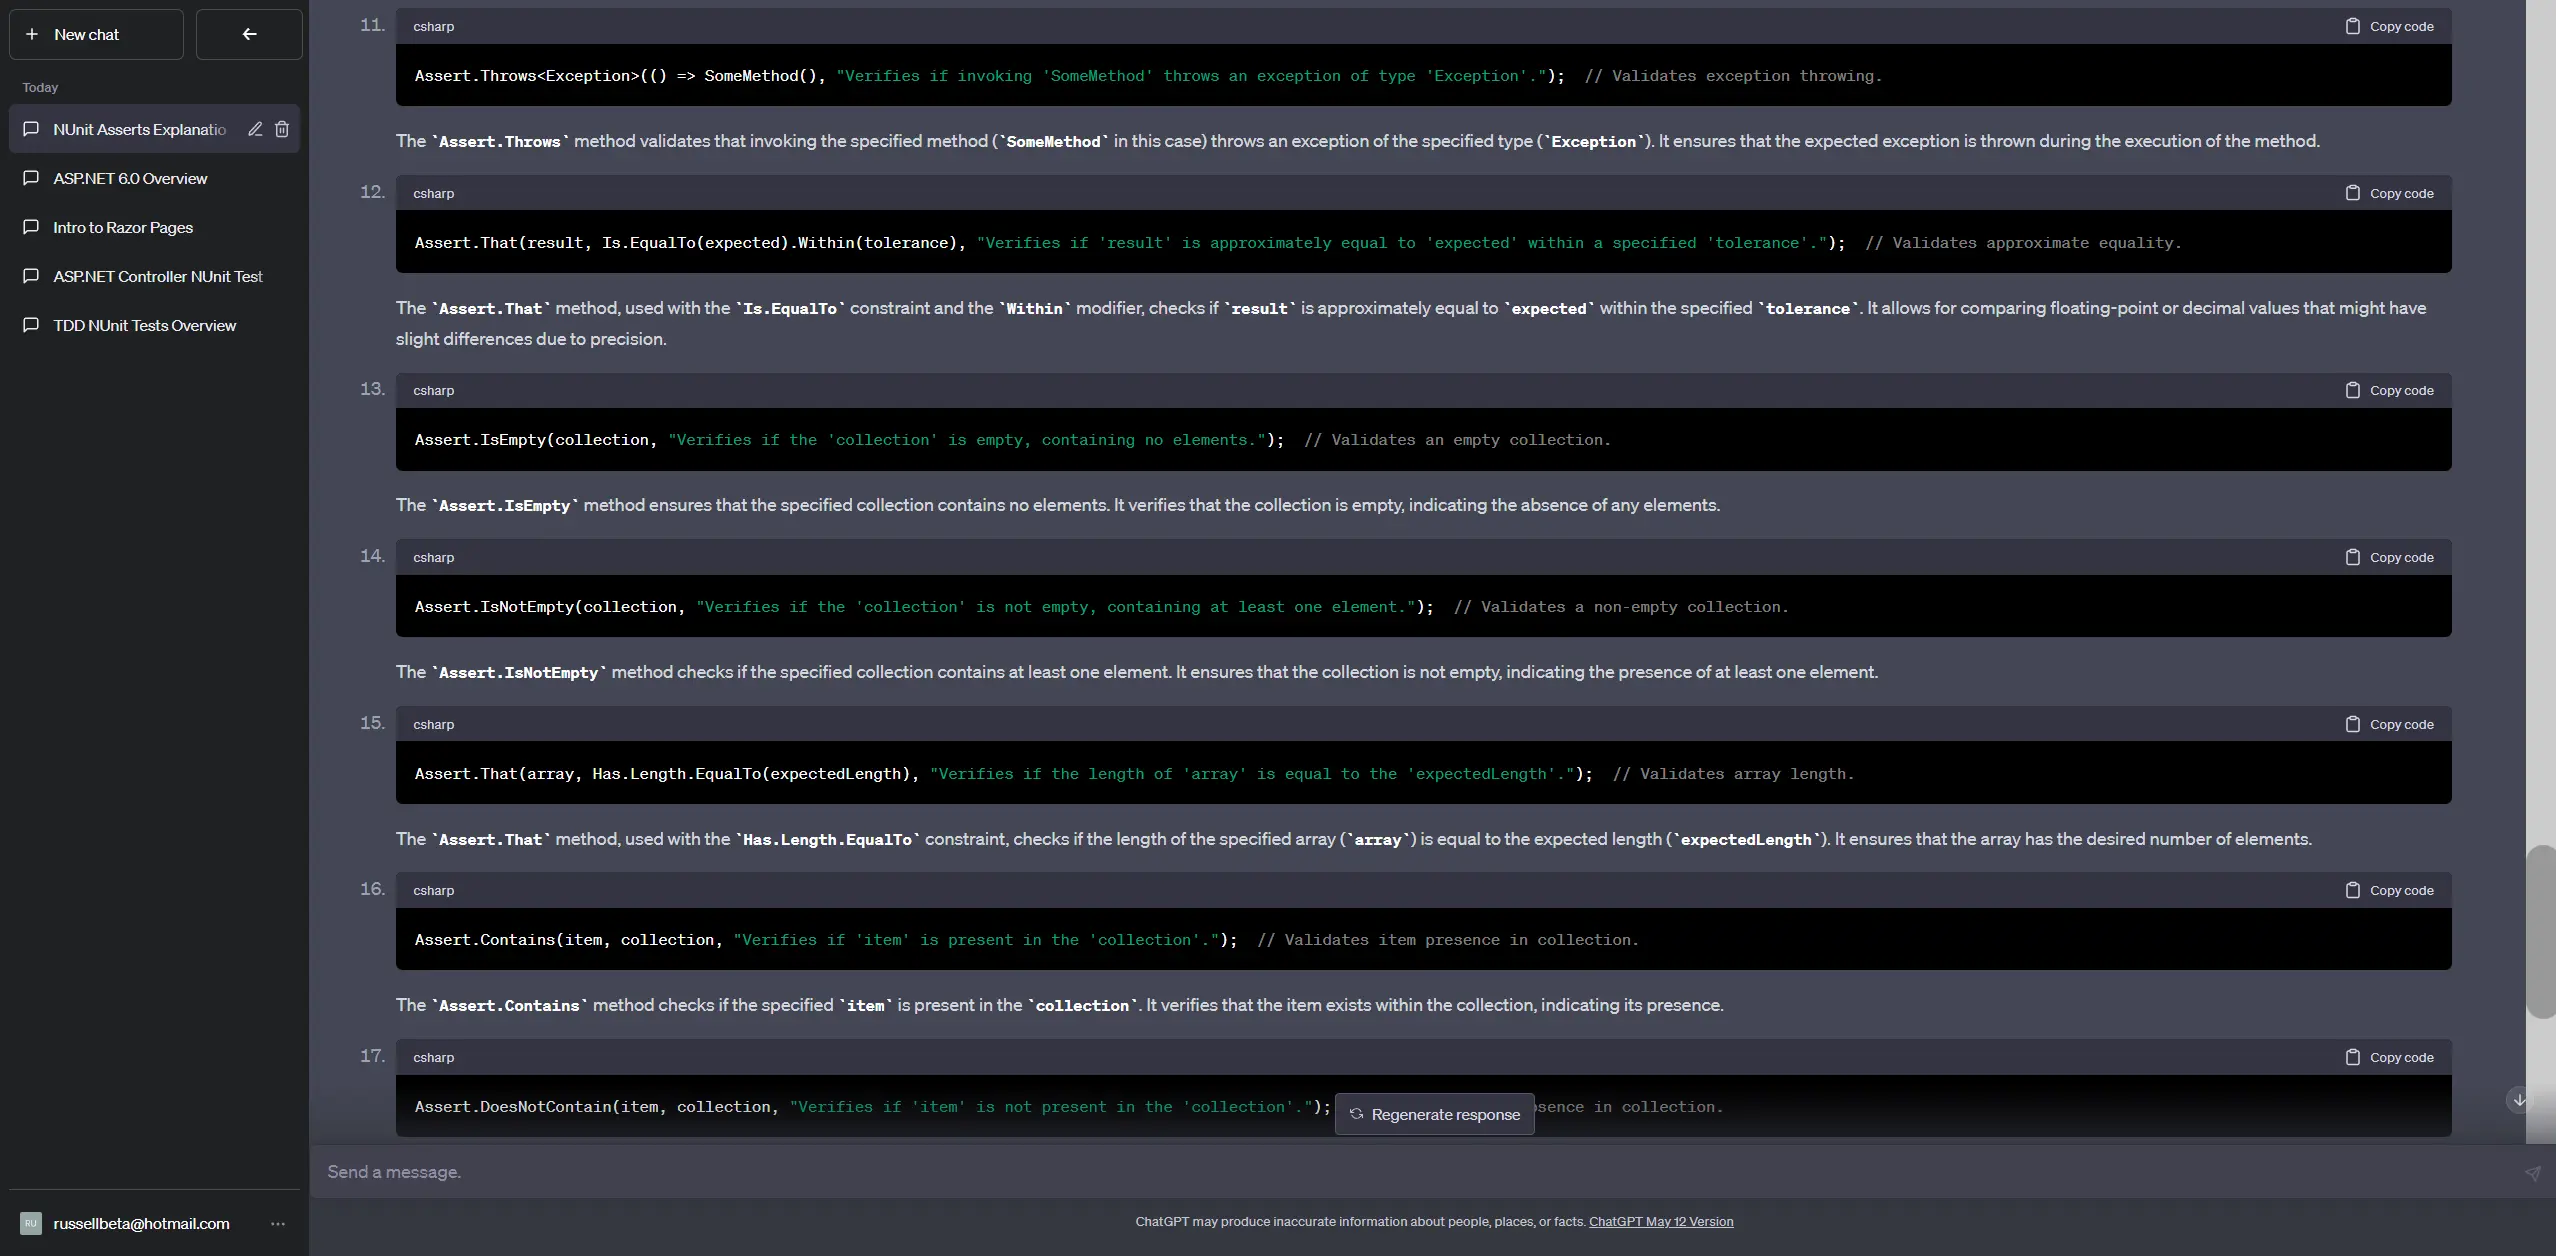 New chat
Today
NUnit Asserts Explanatio
ASP.NET 6.0 Overview
Intro to Razor Pages
ASP.NET Controller NUnit Test
TDD NUnit Tests Overview
RU russellbeta@hotmail.com ...
11. csharp Copy code
Assert.Throws<Exception>(() => SomeMethod(), "Verifies if invoking 'SomeMethod' throws an exception of type 'Exception'."); // Validates exception throwing.
The `Assert.Throws` method validates that invoking the specified method (`SomeMethod` in this case) throws an exception of the specified type (`Exception`). It ensures that the expected exception is thrown during the execution of the method.
12. csharp Copy code
Assert.That(result, Is.EqualTo(expected).Within(tolerance), "Verifies if 'result' is approximately equal to 'expected' within a specified 'tolerance'."); // Validates approximate equality.
The `Assert.That` method, used with the `Is.EqualTo` constraint and the `Within` modifier, checks if `result` is approximately equal to `expected` within the specified `tolerance`. It allows for comparing floating-point or decimal values that might have
slight differences due to precision.
13. csharp Copy code
Assert.IsEmpty(collection, "Verifies if the 'collection' is empty, containing no elements."); // Validates an empty collection.
The `Assert.IsEmpty` method ensures that the specified collection contains no elements. It verifies that the collection is empty, indicating the absence of any elements.
14. csharp Copy code
Assert.IsNotEmpty(collection, "Verifies if the 'collection' is not empty, containing at least one element."); // Validates a non-empty collection.
The `Assert.IsNotEmpty` method checks if the specified collection contains at least one element. It ensures that the collection is not empty, indicating the presence of at least one element.
15. csharp Copy code
Assert.That(array, Has.Length.EqualTo(expectedLength), "Verifies if the length of 'array' is equal to the 'expectedLength'."); // Validates array length.
The `Assert.That` method, used with the `Has.Length.EqualTo` constraint, checks if the length of the specified array (`array`) is equal to the expected length (`expectedLength`). It ensures that the array has the desired number of elements.
16. csharp Copy code
Assert.Contains(item, collection, "Verifies if 'item' is present in the 'collection'."); // Validates item presence in collection.
The `Assert.Contains` method checks if the specified `item` is present in the `collection`. It verifies that the item exists within the collection, indicating its presence.
17. csharp Copy code
Assert.DoesNotContain(item, collection, "Verifies if 'item' is not present in the 'collection'."); in collection.
Regenerate response
Send a message.
ChatGPT may produce inaccurate information about people, places, or facts. ChatGPT May 12 Version